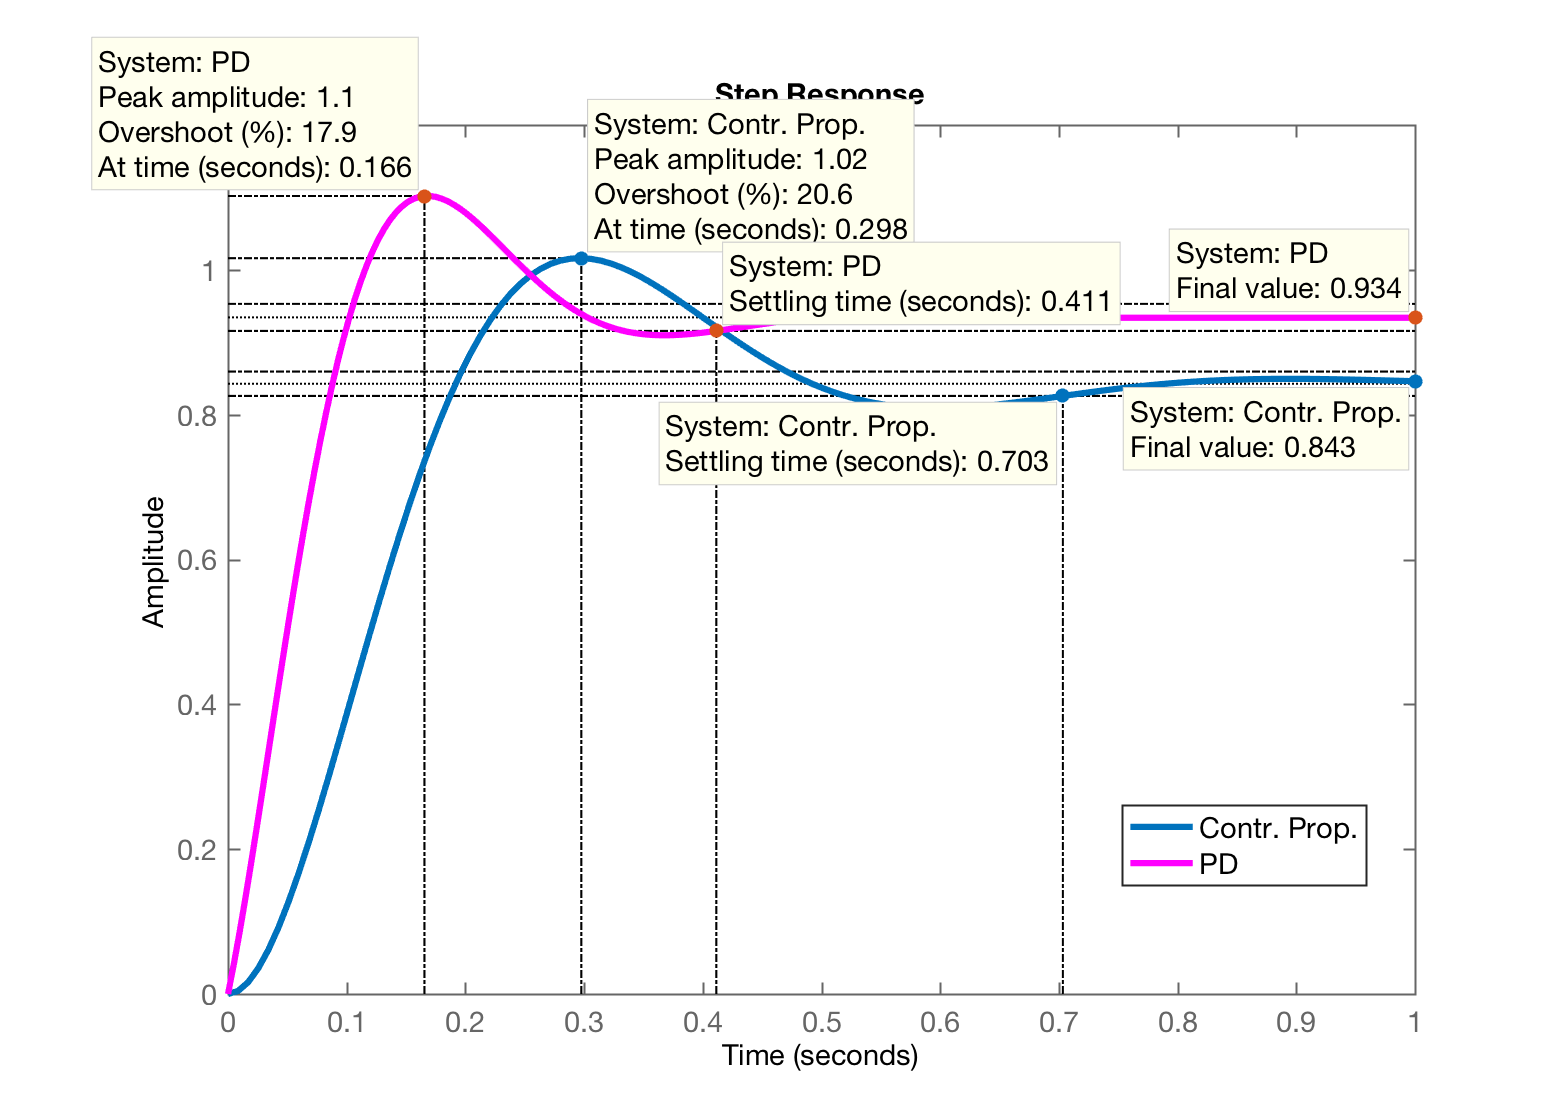 System: PD
Peak amplitude: 1.1
Overshoot (%): 17.9
At time (seconds): 0.166
Step Response
System: Contr. Prop.
Peak amplitude: 1.02
Overshoot (%): 20.6
At time (seconds): 0.298
System: PD
Settling time (seconds): 0.411
System: PD
Final value: 0.934
System: Contr. Prop.
Settling time (seconds): 0.703
System: Contr. Prop.
Final value: 0.843
Amplitude
1
0.8
0.6
0.4
0.2
0
Contr. Prop.
PD
0 0.1 0.2 0.3 0.4 0.5 0.6 0.7 0.8 0.9 1
Time (seconds)